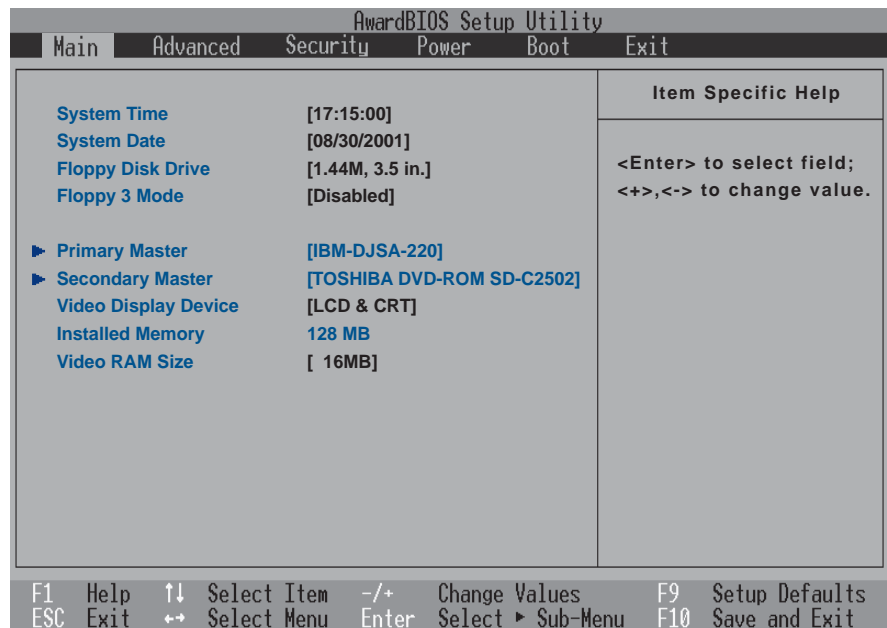 AwardBIOS Setup Utility
Main Advanced Security Power Boot Exit
Item Specific Help
System Time [17:15:00]
System Date [08/30/2001]
Floppy Disk Drive [1.44M, 3.5 in.]
Floppy 3 Mode [Disabled]
<Enter> to select field;
<+>,<-> to change value.
▶ Primary Master [IBM-DJSA-220]
▶ Secondary Master [TOSHIBA DVD-ROM SD-C2502]
Video Display Device [LCD & CRT]
Installed Memory 128 MB
Video RAM Size [ 16MB]
F1 Help ↑↓ Select Item -/+ Change Values F9 Setup Defaults
ESC Exit ←→ Select Menu Enter Select ▶ Sub-Menu F10 Save and Exit